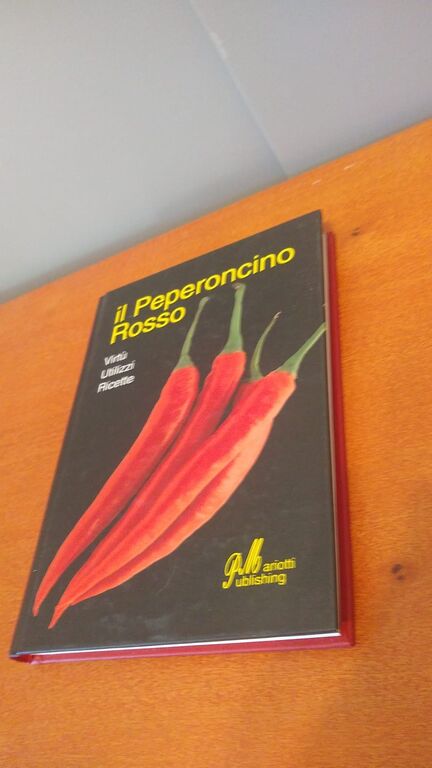 il Peperoncino
Rosso
Virtù
Utilizzi
Ricette
Mariotti
Publishing